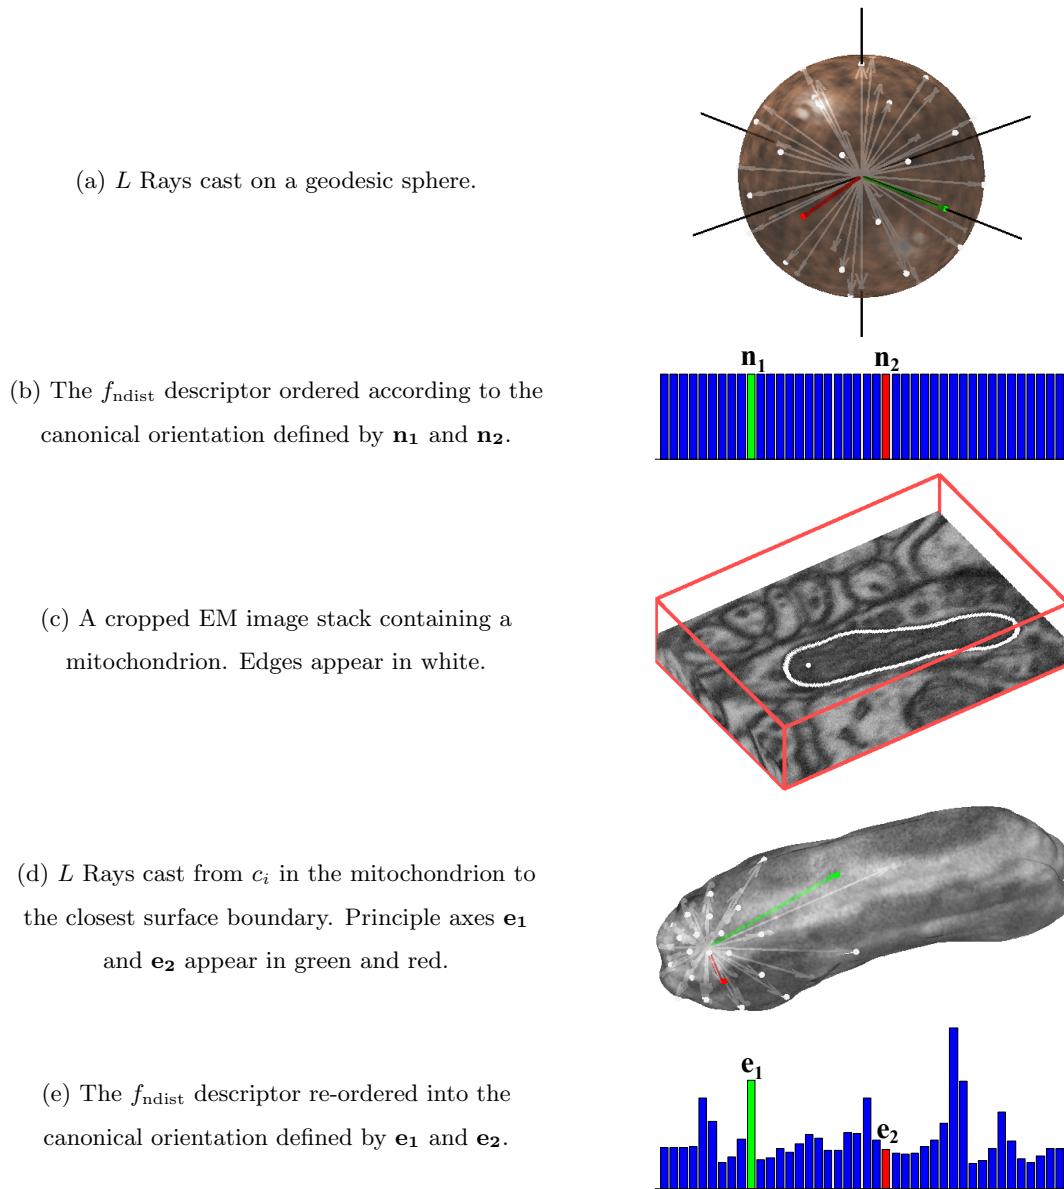 (a) L Rays cast on a geodesic sphere.
n₁ n₂
(b) The f_ndist descriptor ordered according to the
canonical orientation defined by n₁ and n₂.
(c) A cropped EM image stack containing a
mitochondrion. Edges appear in white.
(d) L Rays cast from c_i in the mitochondrion to
the closest surface boundary. Principle axes e₁
and e₂ appear in green and red.
e₁
e₂
(e) The f_ndist descriptor re-ordered into the
canonical orientation defined by e₁ and e₂.